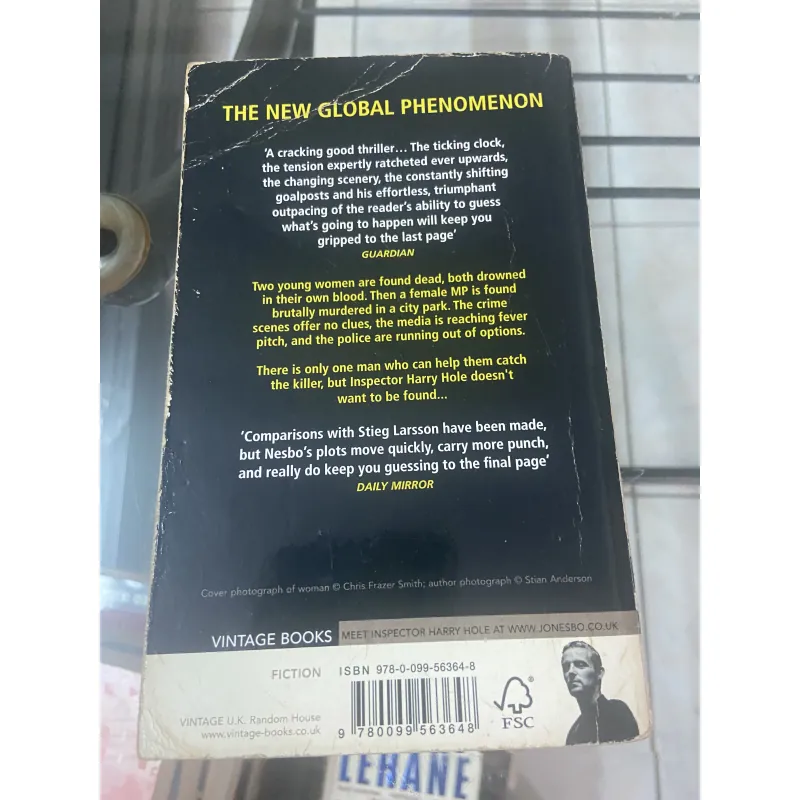 THE NEW GLOBAL PHENOMENON
'A cracking good thriller... The ticking clock,
the tension expertly ratcheted ever upwards,
the changing scenery, the constantly shifting
goalposts and his effortless, triumphant
outpacing of the reader's ability to guess
what's going to happen will keep you
gripped to the last page'
GUARDIAN
Two young women are found dead, both drowned
in their own blood. Then a female MP is found
brutally murdered in a city park. The crime
scenes offer no clues, the media is reaching fever
pitch, and the police are running out of options.
There is only one man who can help them catch
the killer, but Inspector Harry Hole doesn't
want to be found...
'Comparisons with Stieg Larsson have been made,
but Nesbo's plots move quickly, carry more punch,
and really do keep you guessing to the final page'
DAILY MIRROR
Cover photograph of woman © Chris Frazer Smith; author photograph © Stian Anderson
VINTAGE BOOKS MEET INSPECTOR HARRY HOLE AT WWW.JONESBO.CO.UK
FICTION ISBN 978-0-099-56364-8
VINTAGE U.K. Random House
www.vintage-books.co.uk
9 780099 563648
FSC
LEHANE